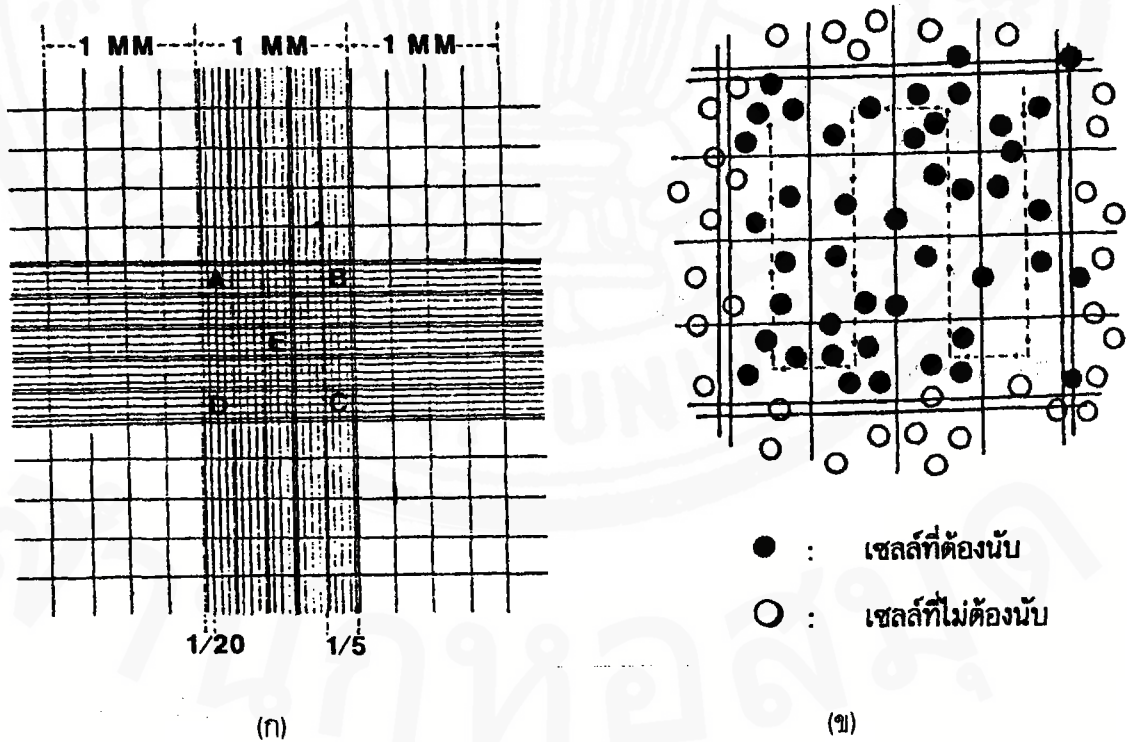 1 MM 1 MM 1 MM
A B
E
D C
1/20 1/5
● : เซลล์ที่ต้องนับ
○ : เซลล์ที่ไม่ต้องนับ
(ก) (ข)